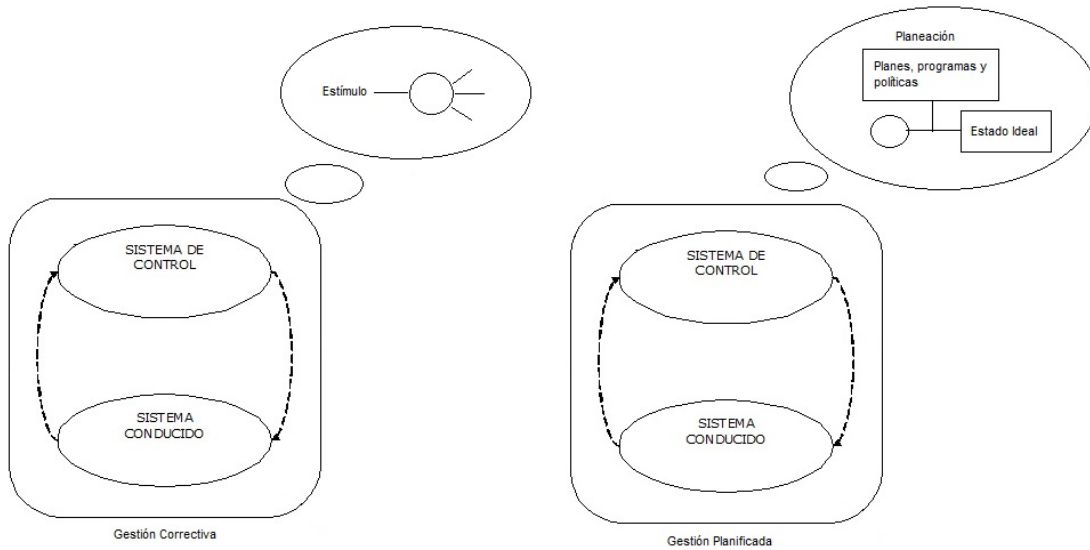 Estímulo
SISTEMA DE
CONTROL
SISTEMA
CONDUCIDO
Gestión Correctiva
Planeación
Planes, programas y
políticas
Estado Ideal
SISTEMA DE
CONTROL
SISTEMA
CONDUCIDO
Gestión Planificada